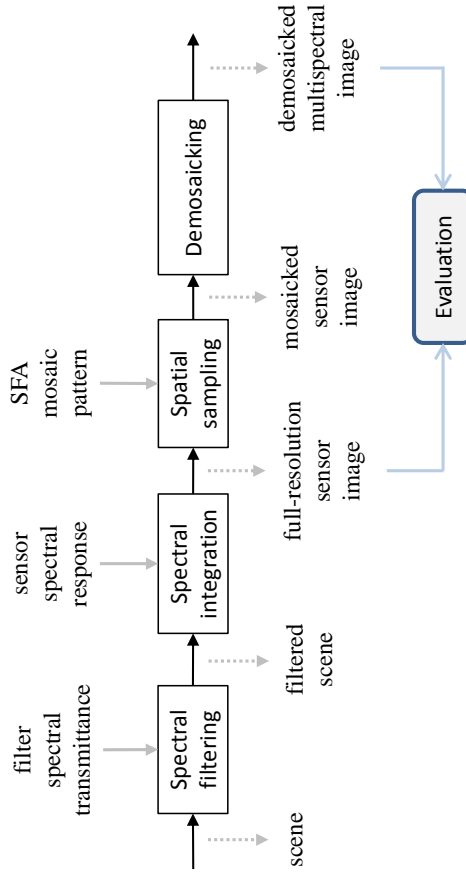 filter
spectral
transmittance
sensor
spectral
response
SFA
mosaic
pattern
Spectral
filtering
Spectral
integration
Spatial
sampling
Demosaicking
scene
filtered
scene
full-resolution
sensor
image
mosaicked
sensor
image
demosaicked
multispectral
image
Evaluation